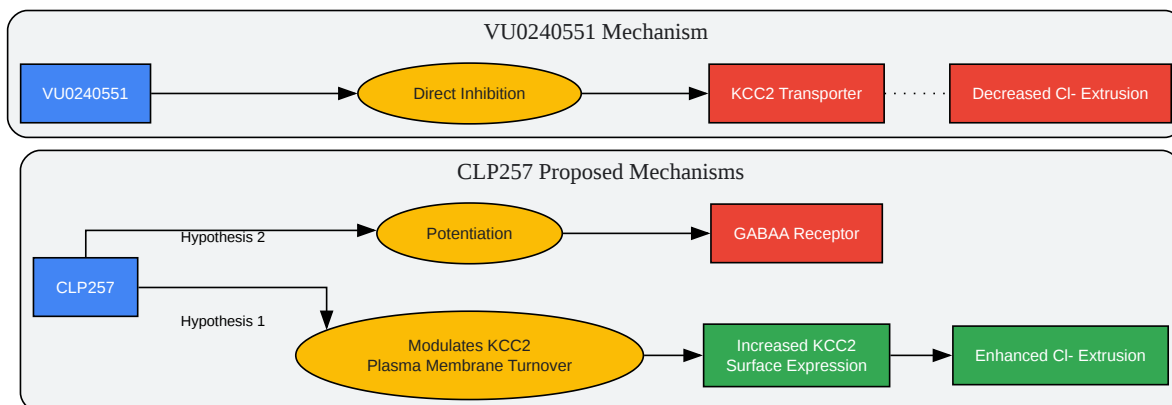 VU0240551 Mechanism
VU0240551
Direct Inhibition
KCC2 Transporter
Decreased Cl- Extrusion
CLP257 Proposed Mechanisms
Hypothesis 2
Potentiation
GABAA Receptor
CLP257
Hypothesis 1
Modulates KCC2
Plasma Membrane Turnover
Increased KCC2
Surface Expression
Enhanced Cl- Extrusion